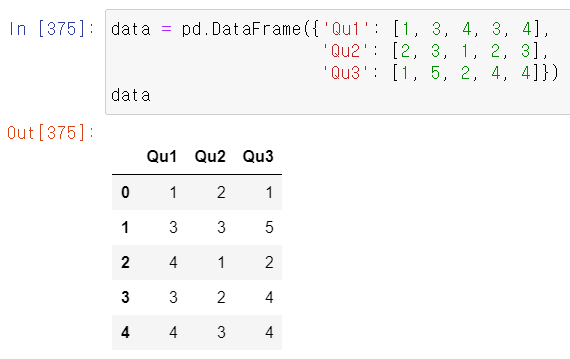 In [375]: data = pd.DataFrame({'Qu1': [1, 3, 4, 3, 4],
'Qu2': [2, 3, 1, 2, 3],
'Qu3': [1, 5, 2, 4, 4]})
data
Out[375]:
Qu1 Qu2 Qu3
0 1 2 1
1 3 3 5
2 4 1 2
3 3 2 4
4 4 3 4